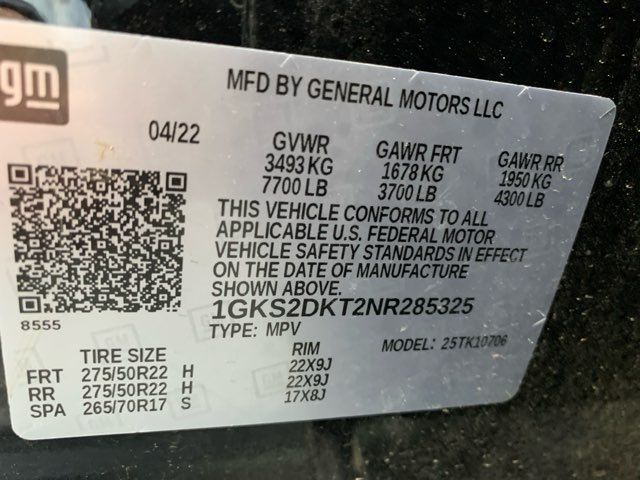 gm
MFD BY GENERAL MOTORS LLC
04/22
GVWR
3493 KG
7700 LB
GAWR FRT
1678 KG
3700 LB
GAWR RR
1950 KG
4300 LB
THIS VEHICLE CONFORMS TO ALL
APPLICABLE U.S. FEDERAL MOTOR
VEHICLE SAFETY STANDARDS IN EFFECT
ON THE DATE OF MANUFACTURE
SHOWN ABOVE.
8555
1GKS2DKT2NR285325
TYPE: MPV
MODEL: 25TK10706
TIRE SIZE RIM
FRT 275/50R22 H 22X9J
RR 275/50R22 H 22X9J
SPA 265/70R17 S 17X8J